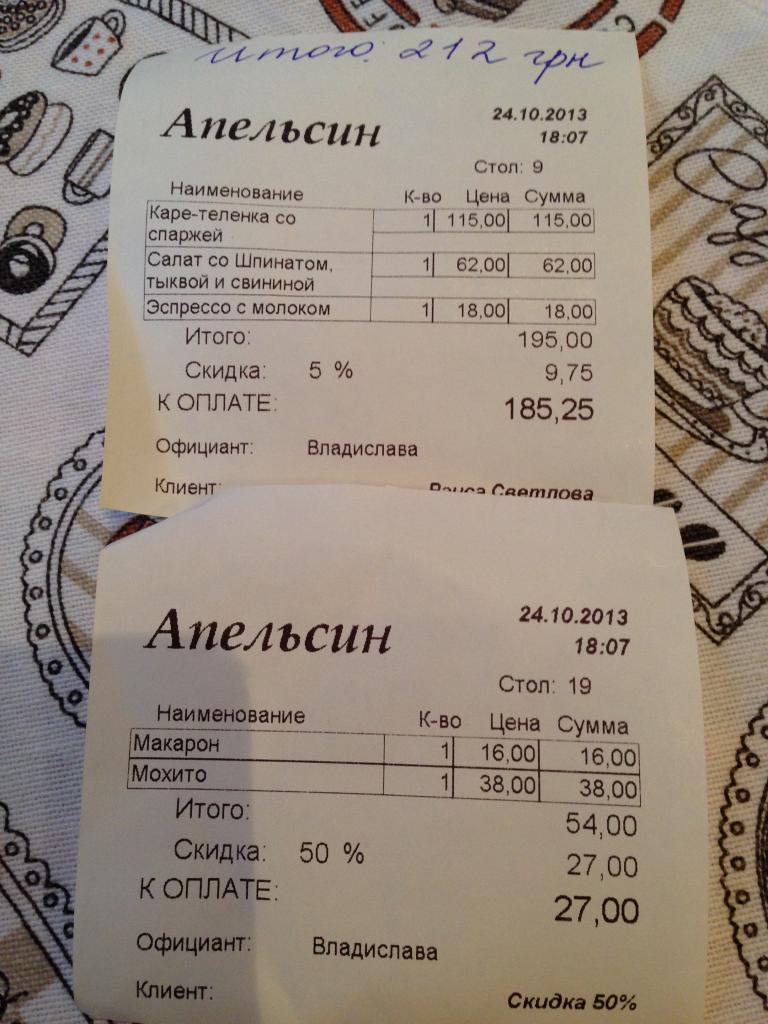 итого: 212 грн
Апельсин
24.10.2013
18:07
Стол: 9
Наименование К-во Цена Сумма
Каре-теленка со спаржей 1 115,00 115,00
Салат со Шпинатом, тыквой и свининой 1 62,00 62,00
Эспрессо с молоком 1 18,00 18,00
Итого: 195,00
Скидка: 5 % 9,75
К ОПЛАТЕ: 185,25
Официант: Владислава
Клиент: Раиса Светлова
Апельсин
24.10.2013
18:07
Стол: 19
Наименование К-во Цена Сумма
Макарон 1 16,00 16,00
Мохито 1 38,00 38,00
Итого: 54,00
Скидка: 50 % 27,00
К ОПЛАТЕ: 27,00
Официант: Владислава
Клиент: Скидка 50%